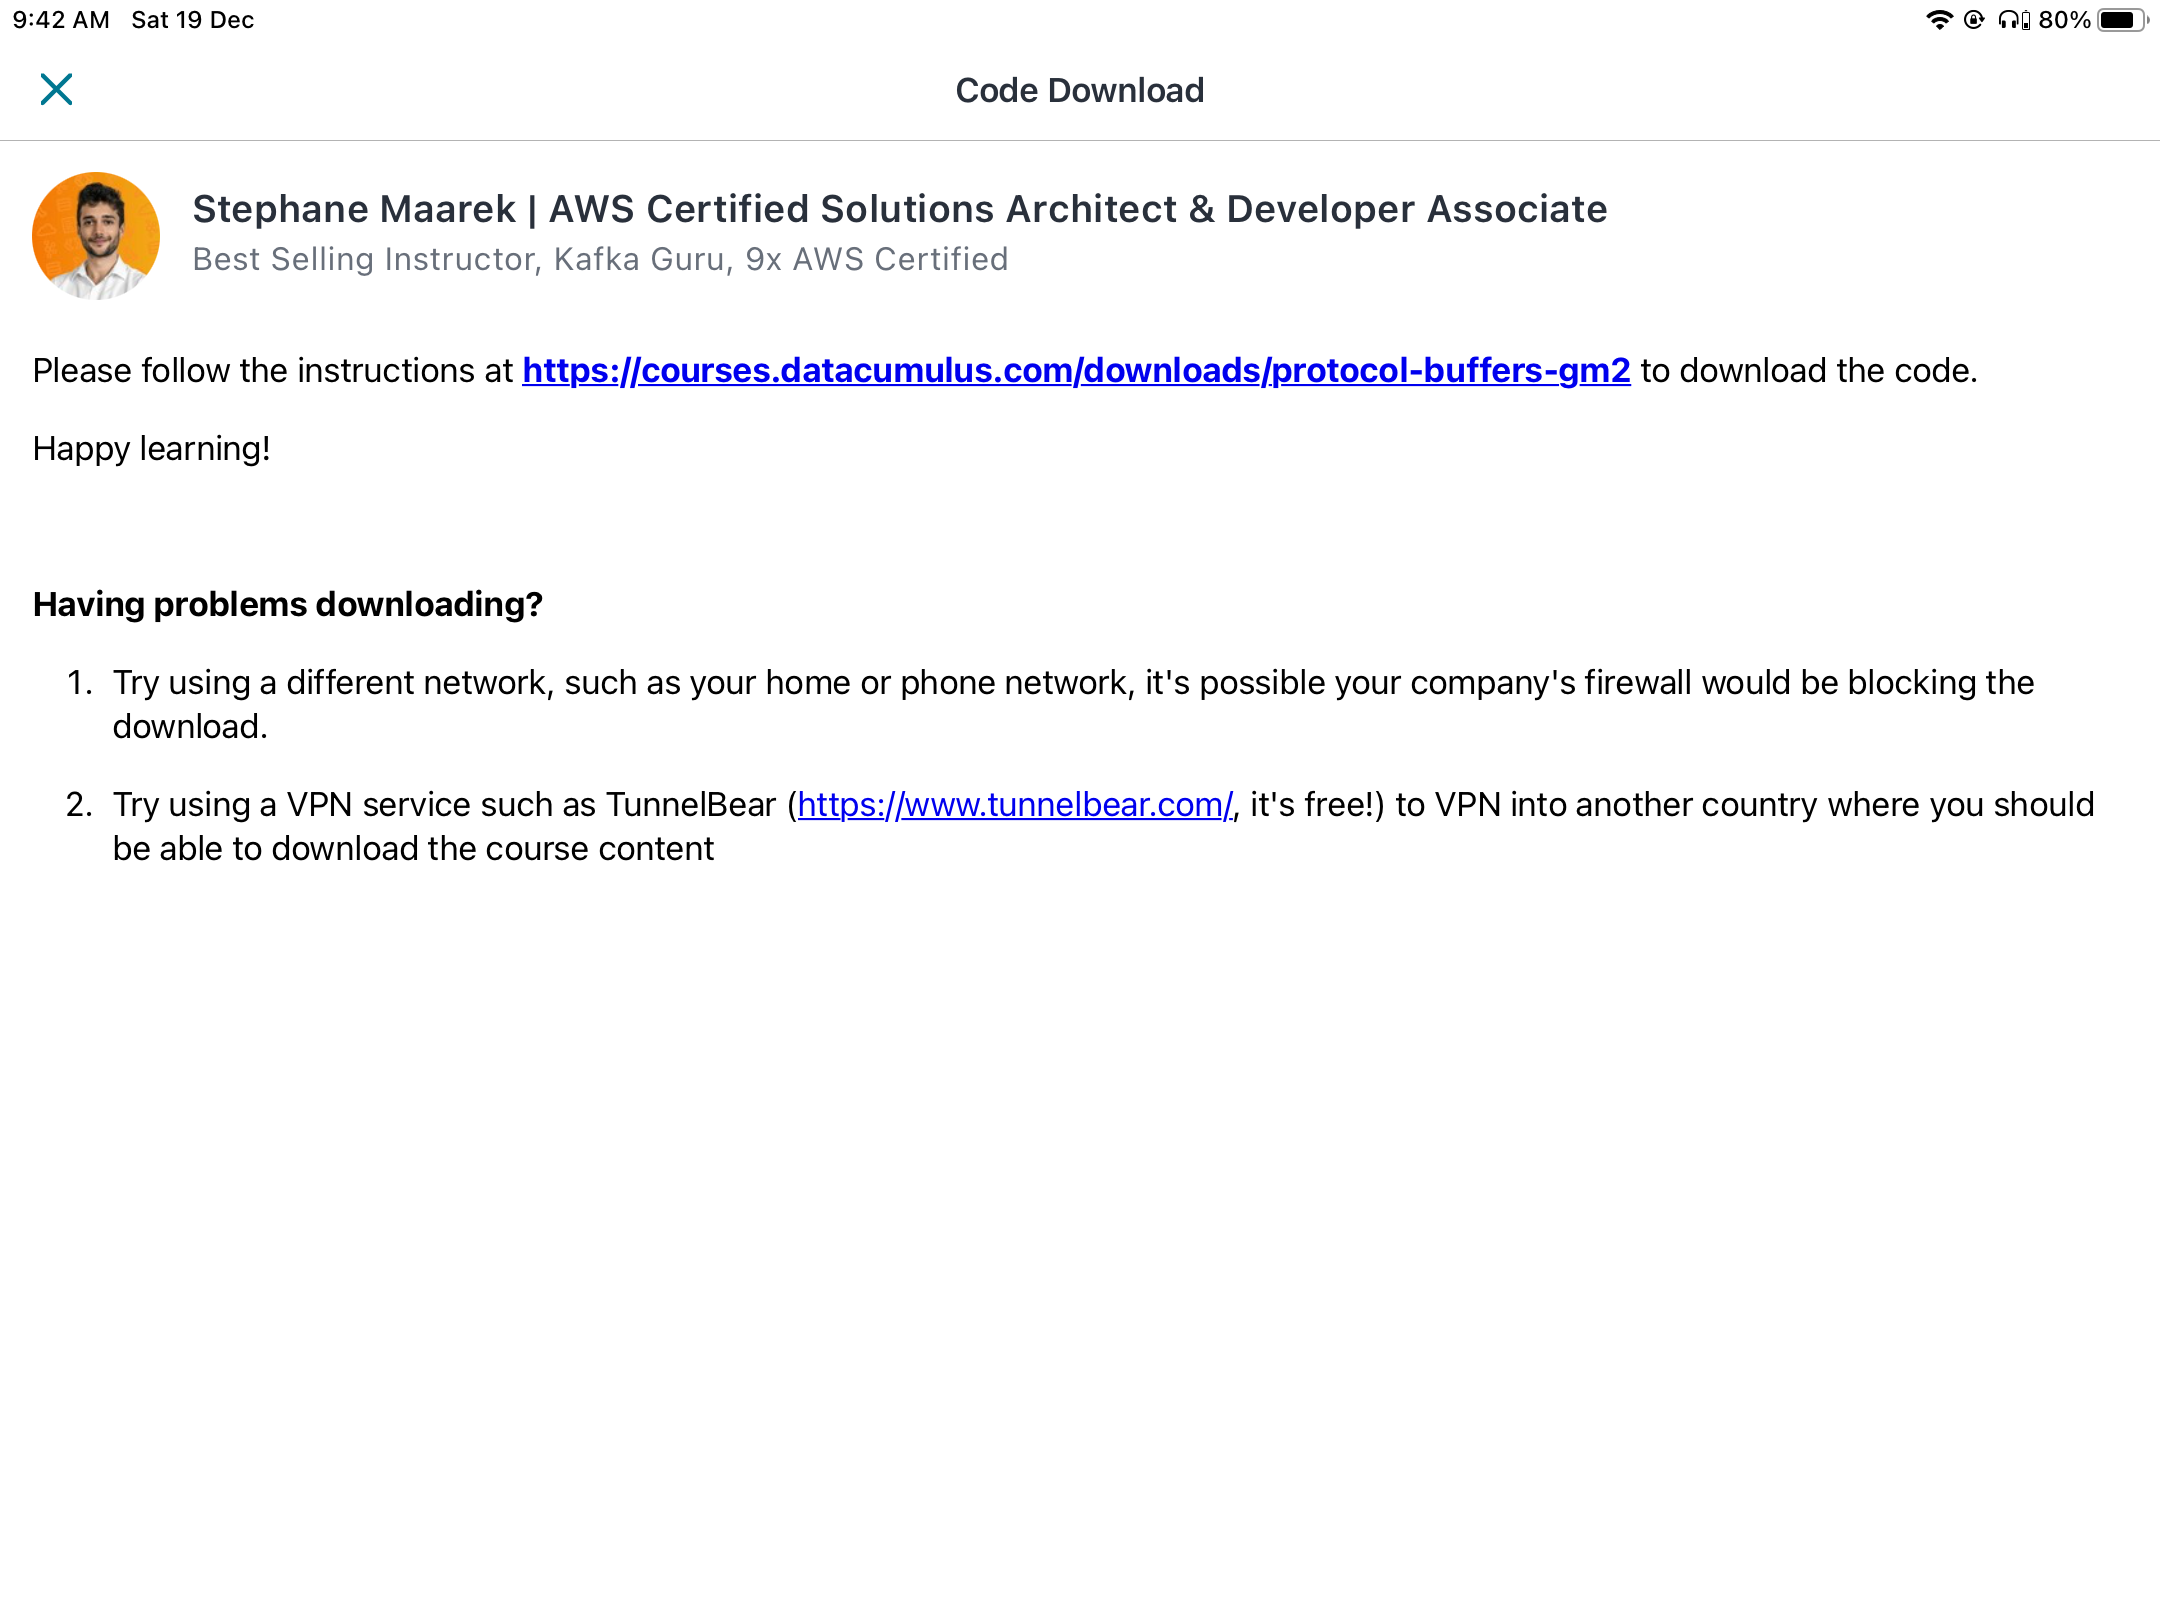 9:42 AM Sat 19 Dec
80%
Code Download
Stephane Maarek | AWS Certified Solutions Architect & Developer Associate
Best Selling Instructor, Kafka Guru, 9x AWS Certified
Please follow the instructions at https://courses.datacumulus.com/downloads/protocol-buffers-gm2 to download the code.
Happy learning!
Having problems downloading?
1. Try using a different network, such as your home or phone network, it's possible your company's firewall would be blocking the
download.
2. Try using a VPN service such as TunnelBear (https://www.tunnelbear.com/, it's free!) to VPN into another country where you should
be able to download the course content